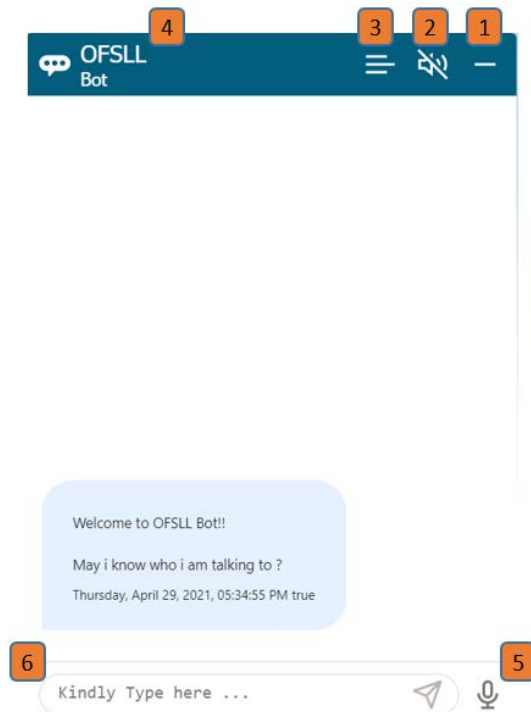 4 3 2 1
OFSLL
Bot
Welcome to OFSLL Bot!!
May i know who i am talking to ?
Thursday, April 29, 2021, 05:34:55 PM true
6 5
Kindly Type here ...